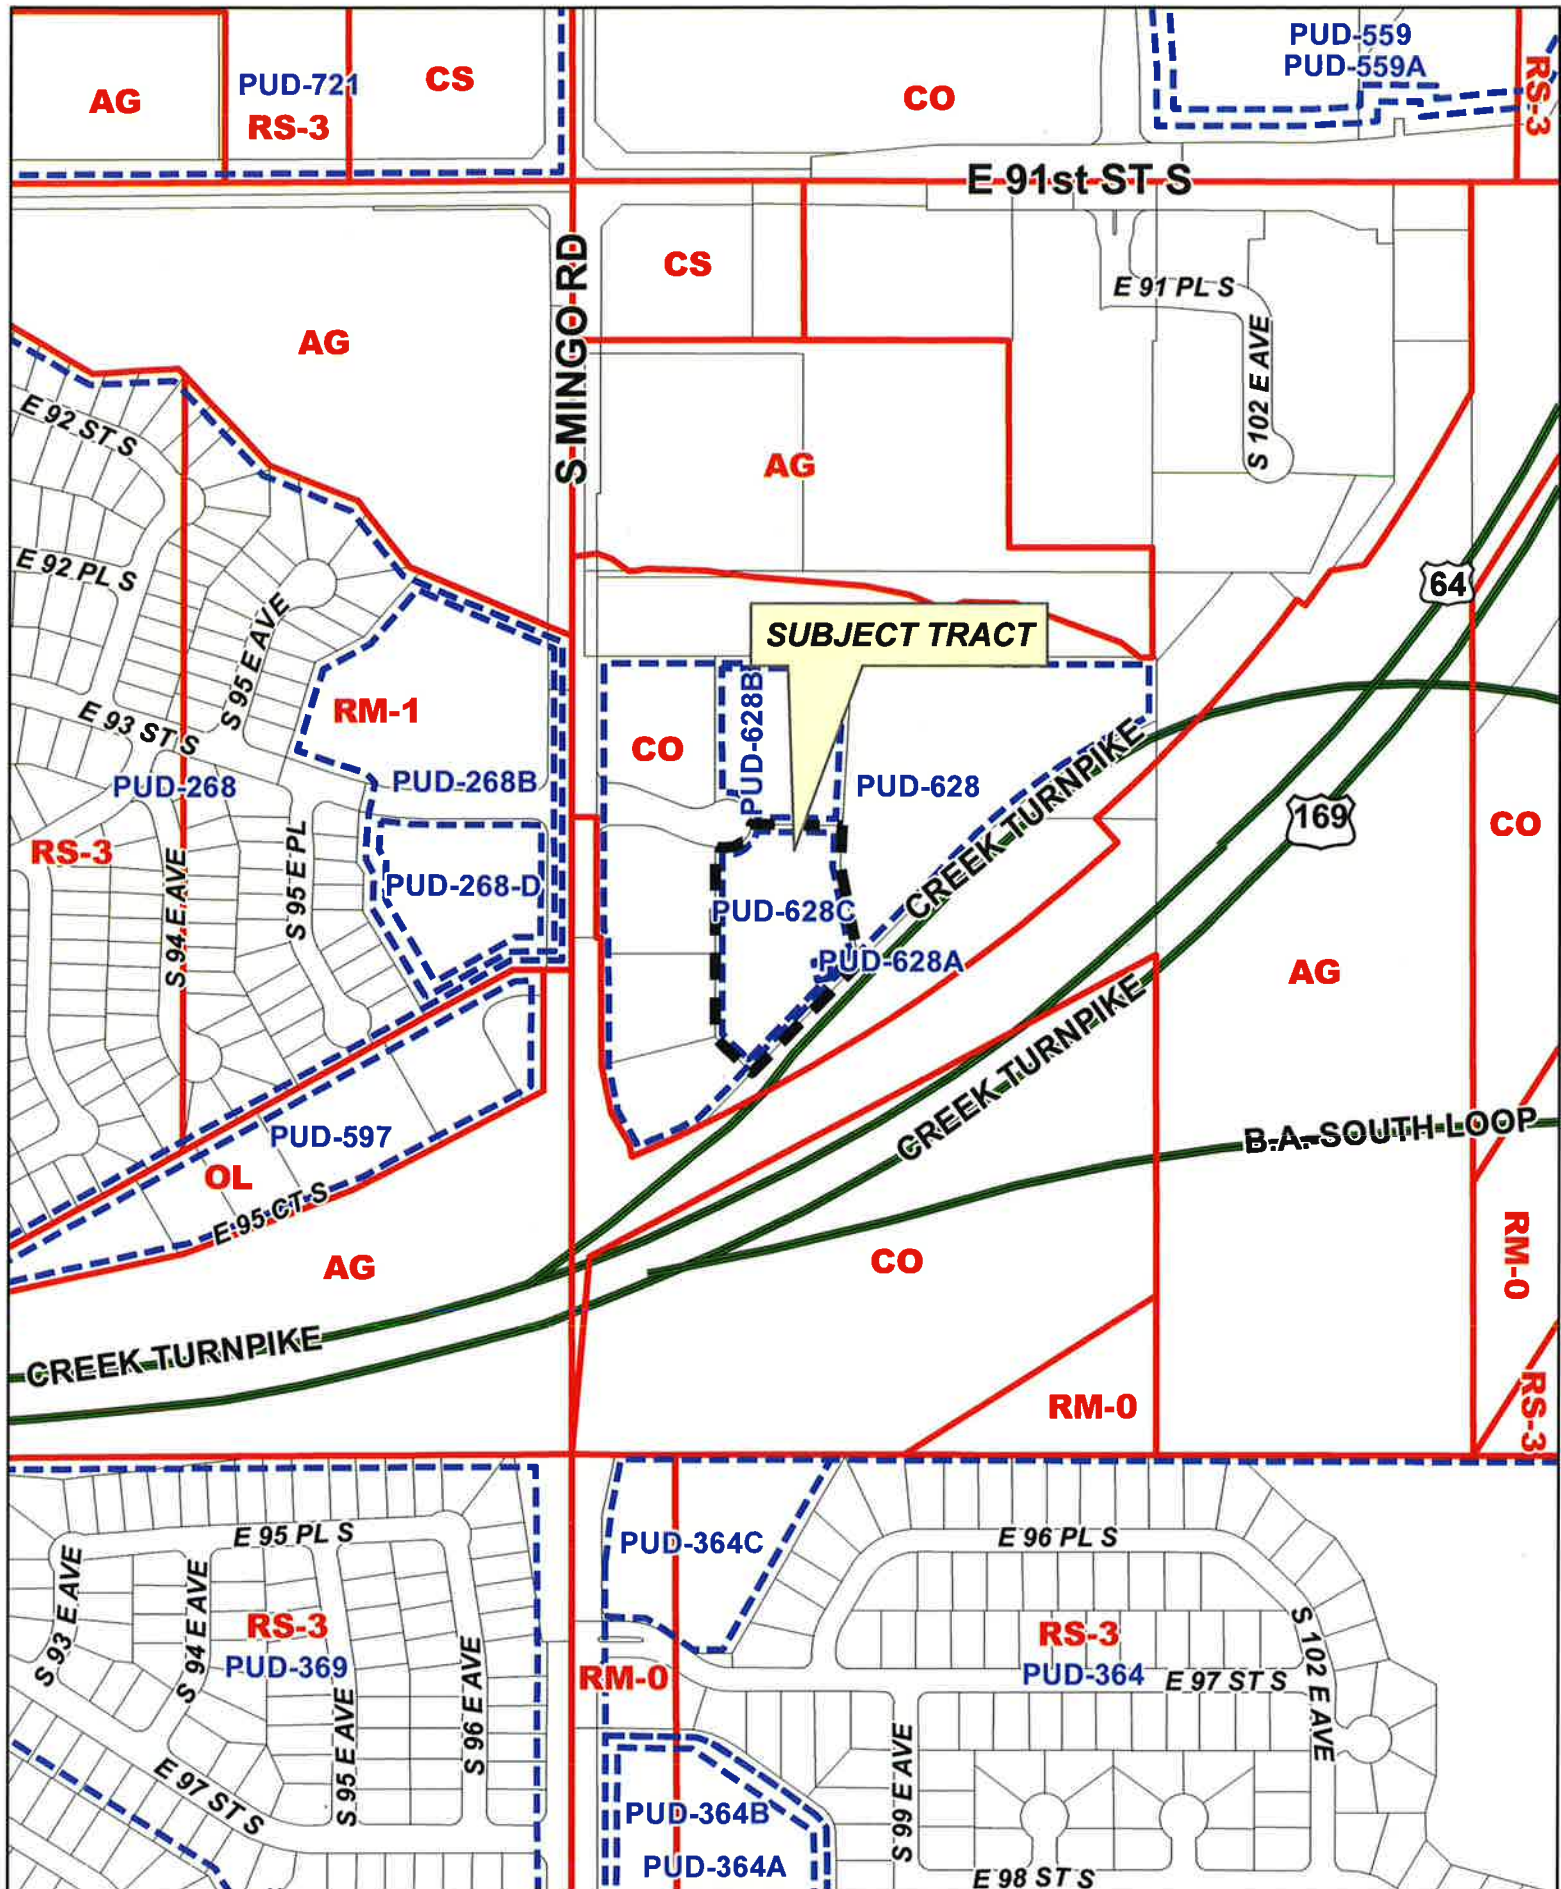 PUD-559
PUD-559A
RS-3
AG
PUD-721
RS-3
CS
CO
E 91st ST S
S MINGO RD
CS
E 91 PL S
S 102 E AVE
AG
AG
E 92 ST S
E 92 PL S
S 95 E AVE
64
SUBJECT TRACT
RM-1
E 93 ST S
CO
PUD-628B
PUD-628
CREEK TURNPIKE
169
CO
PUD-268
PUD-268B
RS-3
S 94 E AVE
S 95 E PL
PUD-268-D
PUD-628C
PUD-628A
AG
CREEK TURNPIKE
B.A. SOUTH LOOP
PUD-597
OL
E 95 CT S
AG
CO
RM-0
CREEK TURNPIKE
RM-0
RS-3
E 95 PL S
PUD-364C
E 96 PL S
S 93 E AVE
S 94 E AVE
RS-3
PUD-369
S 95 E AVE
S 96 E AVE
RM-0
RS-3
PUD-364
E 97 ST S
S 102 E AVE
E 97 ST S
S 99 E AVE
PUD-364B
PUD-364A
E 98 ST S